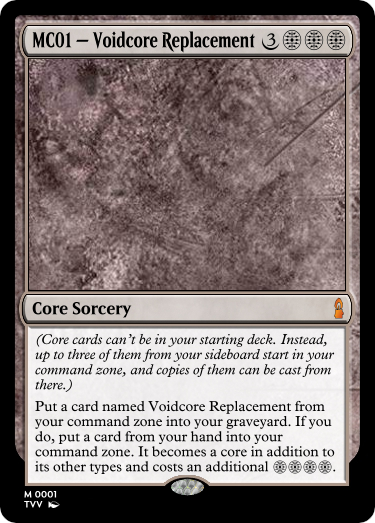 MC01 – Voidcore Replacement 3
Core Sorcery
(Core cards can't be in your starting deck. Instead,
up to three of them from your sideboard start in your
command zone, and copies of them can be cast from
there.)
Put a card named Voidcore Replacement from
your command zone into your graveyard. If you
do, put a card from your hand into your
command zone. It becomes a core in addition to
its other types and costs an additional .
M 0001
TVV